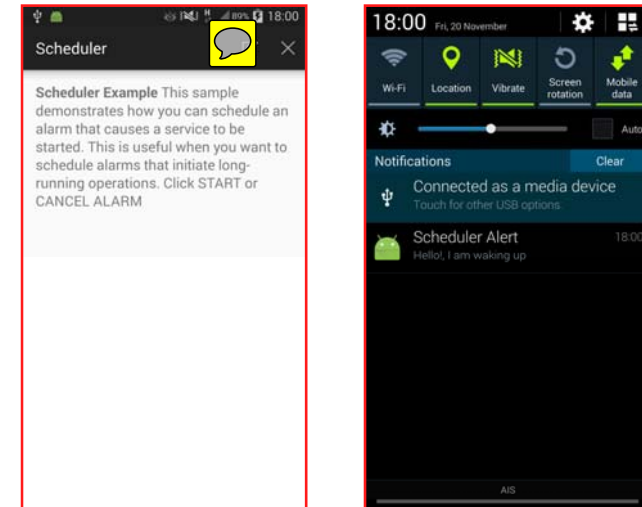 89% 18:00
Scheduler
Scheduler Example This sample
demonstrates how you can schedule an
alarm that causes a service to be
started. This is useful when you want to
schedule alarms that initiate long-
running operations. Click START or
CANCEL ALARM
18:00 Fri, 20 November
Wi-Fi Location Vibrate Screen rotation Mobile data
Auto
Notifications Clear
Connected as a media device
Touch for other USB options.
Scheduler Alert 18:00
Hello!, I am waking up
AIS